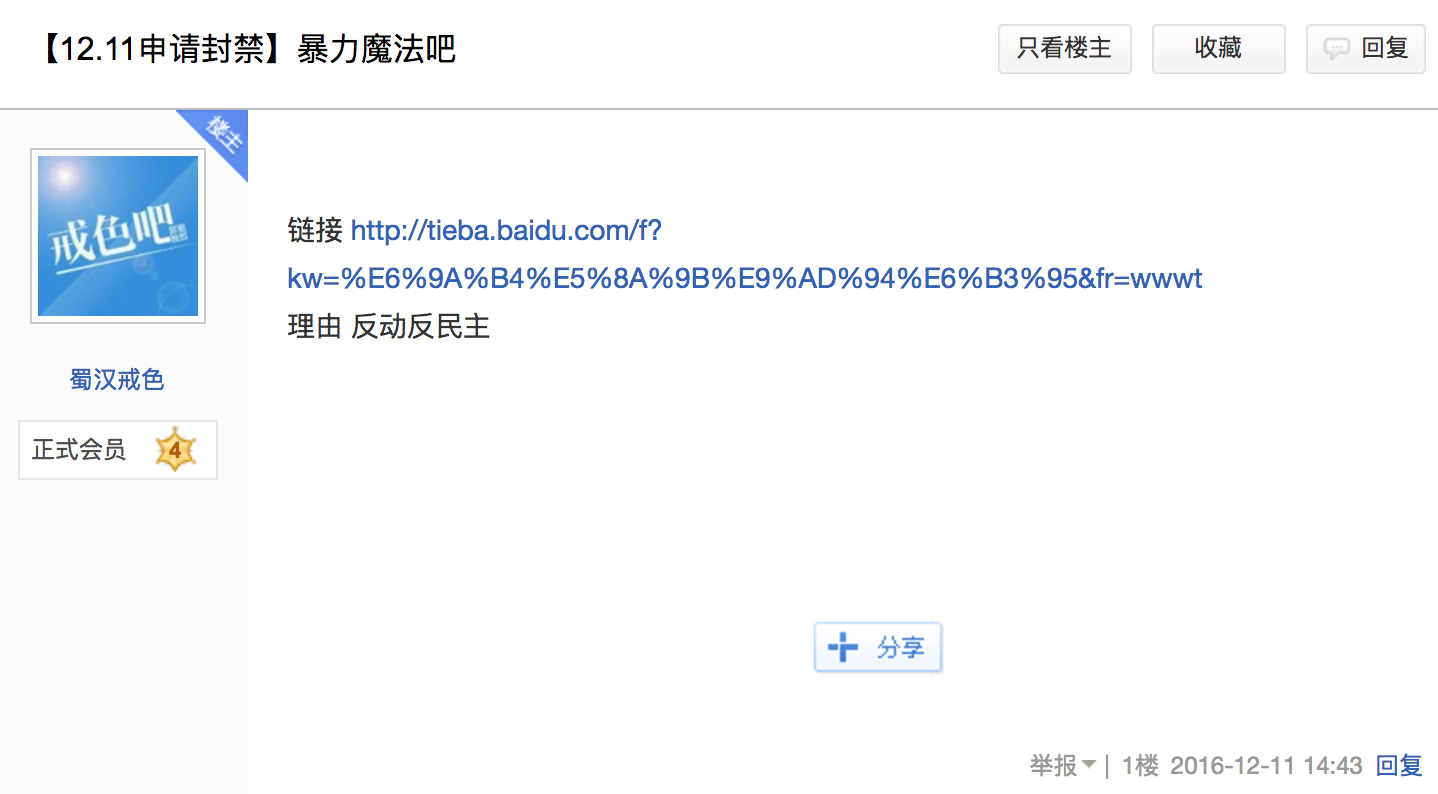 【12.11申请封禁】暴力魔法吧
只看楼主
收藏
回复
楼主
戒色吧
蜀汉戒色
正式会员 4
链接 http://tieba.baidu.com/f?
kw=%E6%9A%B4%E5%8A%9B%E9%AD%94%E6%B3%95&fr=wwwt
理由 反动反民主
分享
举报 | 1楼 2016-12-11 14:43 回复